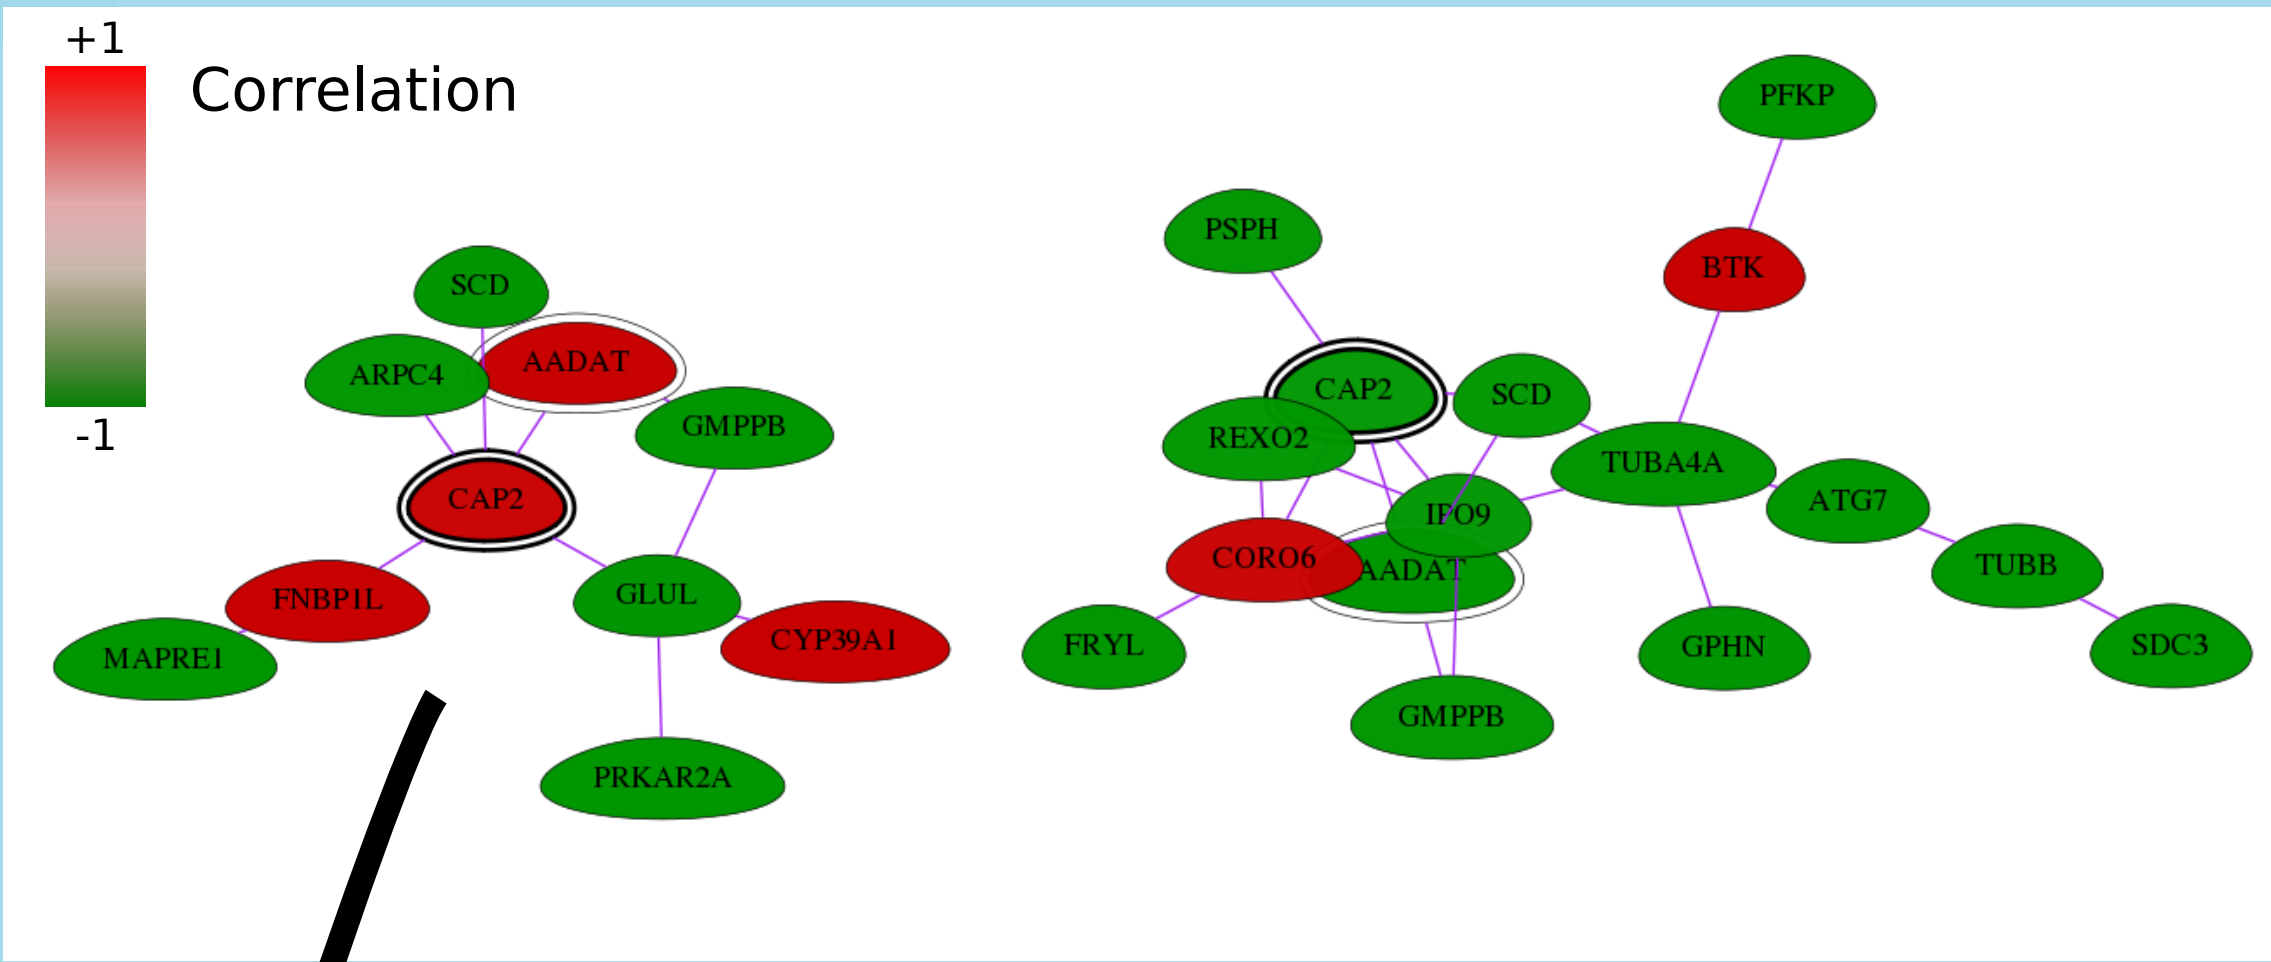 +1
Correlation
-1
SCD
ARPC4
AADAT
GMPPB
CAP2
FNBP1L
GLUL
MAPRE1
CYP39A1
PRKAR2A
PFKP
PSPH
BTK
CAP2
SCD
REXO2
TUBA4A
ATG7
IPO9
CORO6
AADAT
TUBB
FRYL
GPHN
SDC3
GMPPB